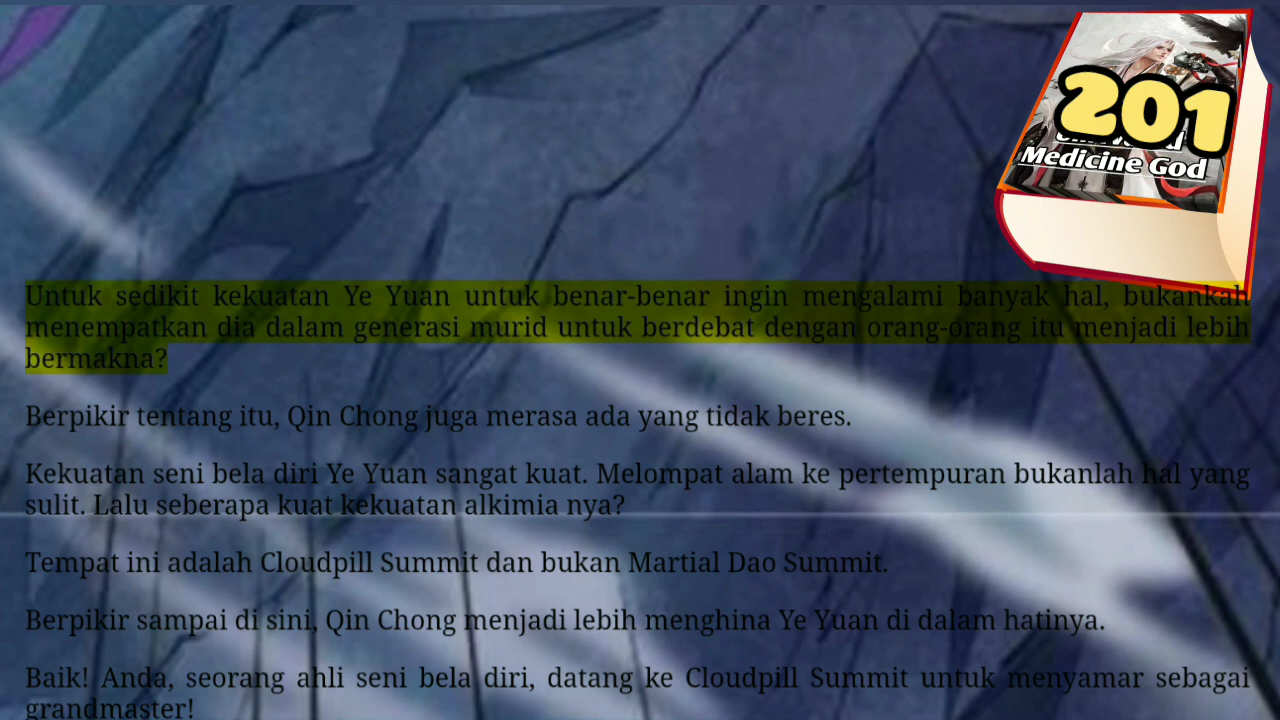 201
Medicine God
Untuk sedikit kekuatan Ye Yuan untuk benar-benar ingin mengalami banyak hal, bukankah
menempatkan dia dalam generasi murid untuk berdebat dengan orang-orang itu menjadi lebih
bermakna?
Berpikir tentang itu, Qin Chong juga merasa ada yang tidak beres.
Kekuatan seni bela diri Ye Yuan sangat kuat. Melompat alam ke pertempuran bukanlah hal yang
sulit. Lalu seberapa kuat kekuatan alkimia nya?
Tempat ini adalah Cloudpill Summit dan bukan Martial Dao Summit.
Berpikir sampai di sini, Qin Chong menjadi lebih menghina Ye Yuan di dalam hatinya.
Baik! Anda, seorang ahli seni bela diri, datang ke Cloudpill Summit untuk menyamar sebagai
grandmaster!